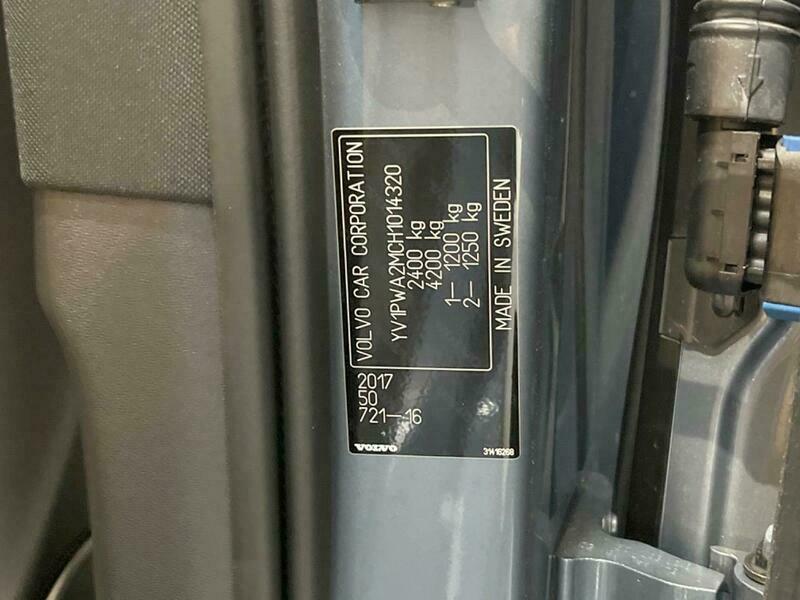 VOLVO CAR CORPORATION
YV1PWA2MCH1014320
2400 kg
4200 kg
1— 1200 kg
2— 1250 kg
MADE IN SWEDEN
2017
50
721—16
VOLVO
31416268